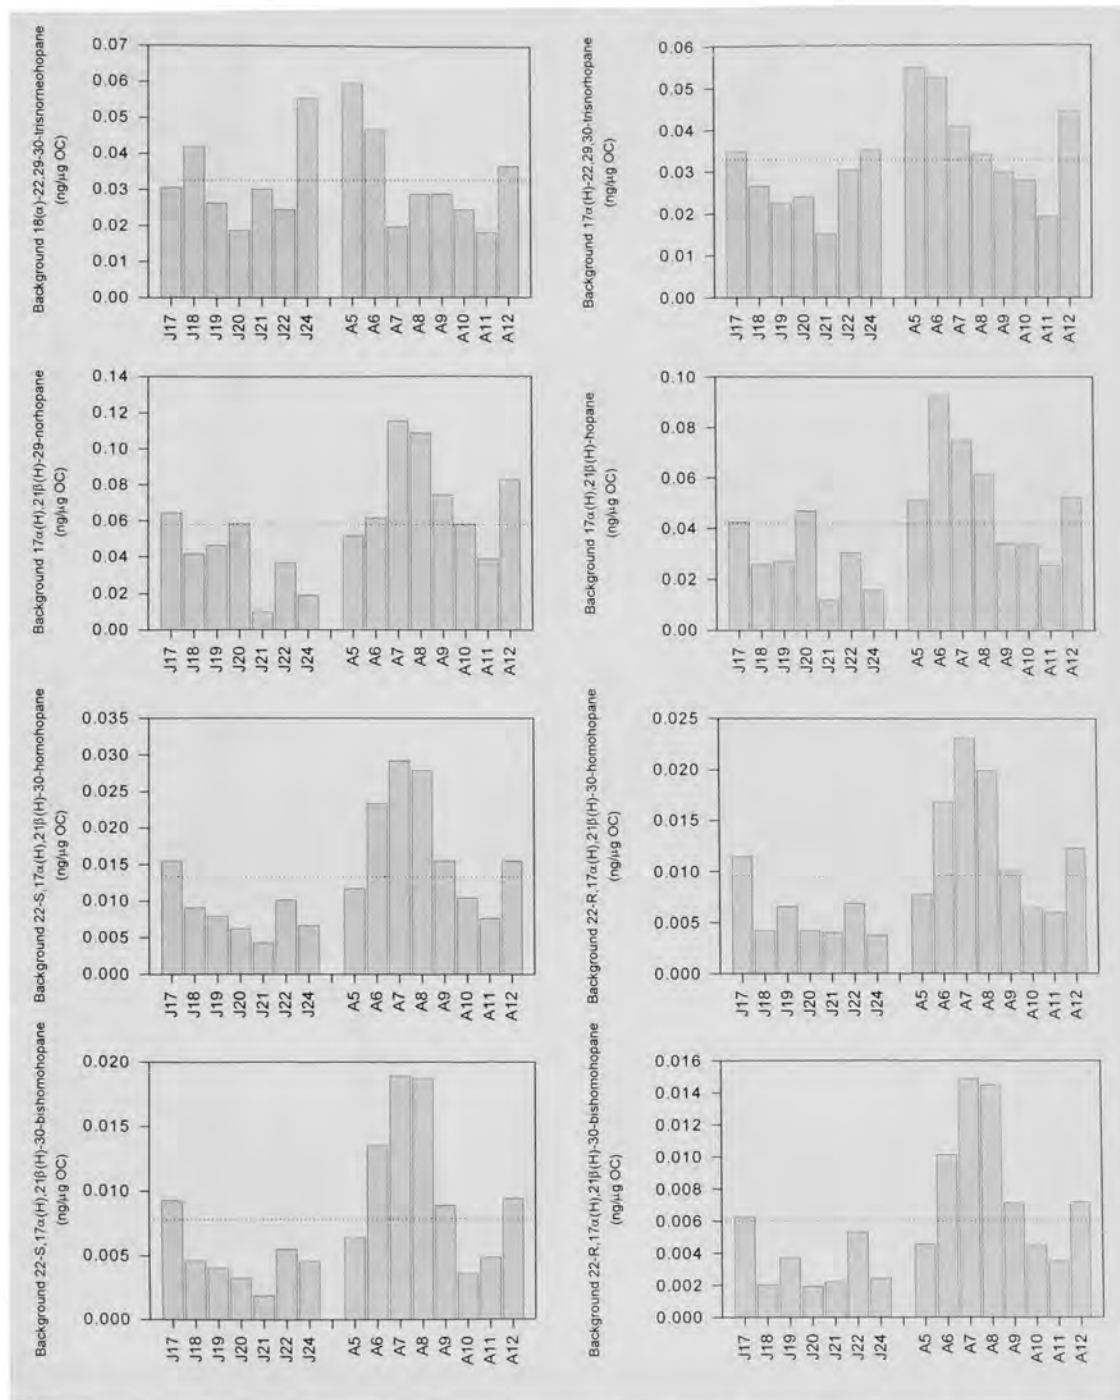 Background 18(α)-22,29-30-trisnorneohopane
(ng/μg OC)
0.07
0.06
0.05
0.04
0.03
0.02
0.01
0.00
J17
J18
J19
J20
J21
J22
J24
A5
A6
A7
A8
A9
A10
A11
A12
Background 17α(H)-22,29,30-trisnorhopane
(ng/μg OC)
0.06
0.05
0.04
0.03
0.02
0.01
0.00
J17
J18
J19
J20
J21
J22
J24
A5
A6
A7
A8
A9
A10
A11
A12
Background 17α(H),21β(H)-29-norhopane
(ng/μg OC)
0.14
0.12
0.10
0.08
0.06
0.04
0.02
0.00
J17
J18
J19
J20
J21
J22
J24
A5
A6
A7
A8
A9
A10
A11
A12
Background 17α(H),21β(H)-hopane
(ng/μg OC)
0.10
0.08
0.06
0.04
0.02
0.00
J17
J18
J19
J20
J21
J22
J24
A5
A6
A7
A8
A9
A10
A11
A12
Background 22-S,17α(H),21β(H)-30-homohopane
(ng/μg OC)
0.035
0.030
0.025
0.020
0.015
0.010
0.005
0.000
J17
J18
J19
J20
J21
J22
J24
A5
A6
A7
A8
A9
A10
A11
A12
Background 22-R,17α(H),21β(H)-30-homohopane
(ng/μg OC)
0.025
0.020
0.015
0.010
0.005
0.000
J17
J18
J19
J20
J21
J22
J24
A5
A6
A7
A8
A9
A10
A11
A12
Background 22-S,17α(H),21β(H)-30-bishomohopane
(ng/μg OC)
0.020
0.015
0.010
0.005
0.000
J17
J18
J19
J20
J21
J22
J24
A5
A6
A7
A8
A9
A10
A11
A12
Background 22-R,17α(H),21β(H)-30-bishomohopane
(ng/μg OC)
0.016
0.014
0.012
0.010
0.008
0.006
0.004
0.002
0.000
J17
J18
J19
J20
J21
J22
J24
A5
A6
A7
A8
A9
A10
A11
A12